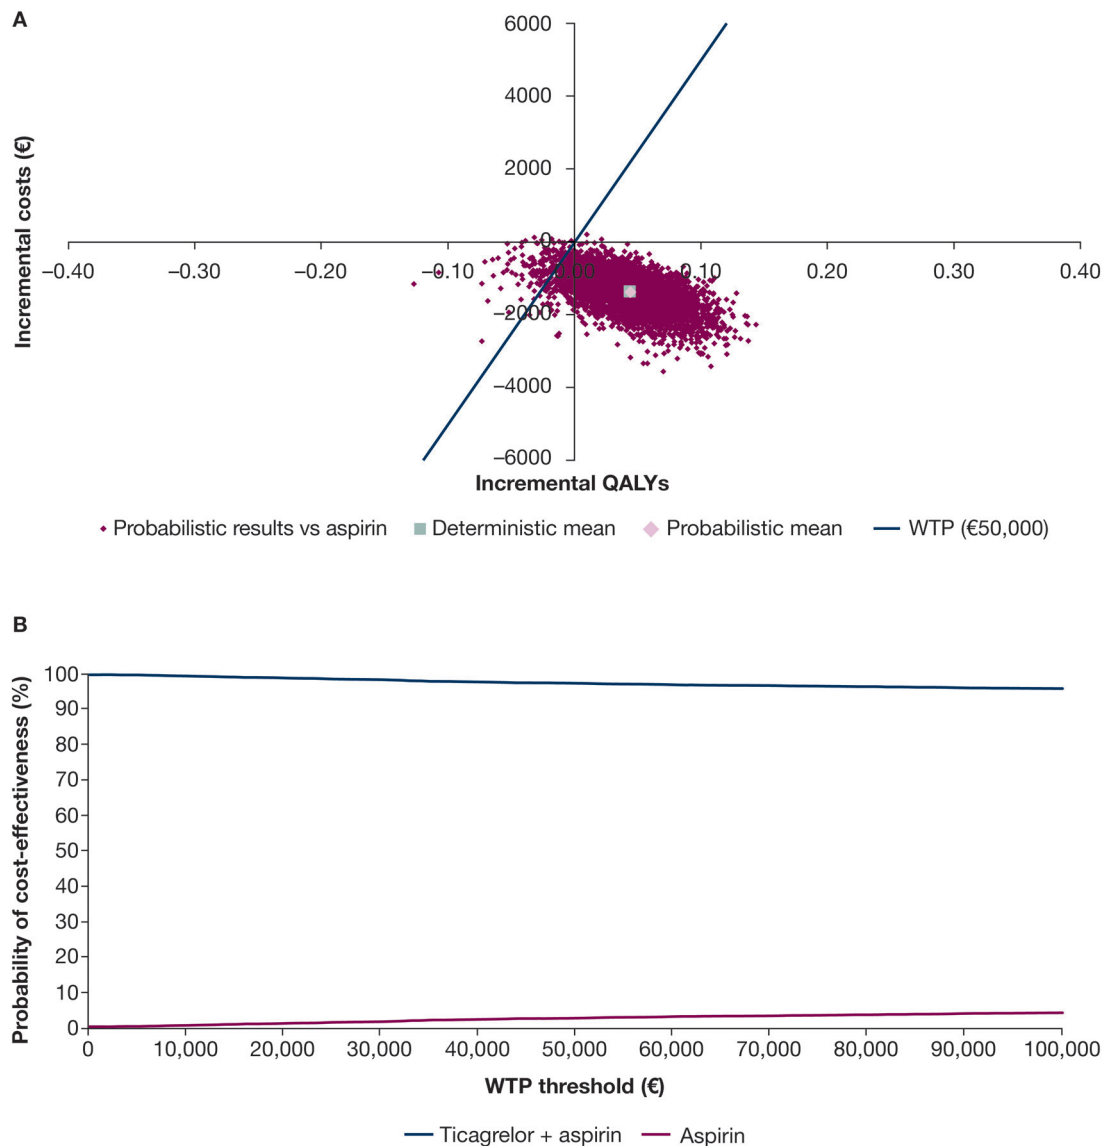 A
Incremental costs (€)
6000
4000
2000
0
–0.40 –0.30 –0.20 –0.10 0.00 0.10 0.20 0.30 0.40
–2000
–4000
–6000
Incremental QALYs
Probabilistic results vs aspirin Deterministic mean Probabilistic mean WTP (€50,000)
B
Probability of cost-effectiveness (%)
100
90
80
70
60
50
40
30
20
10
0
0 10,000 20,000 30,000 40,000 50,000 60,000 70,000 80,000 90,000 100,000
WTP threshold (€)
Ticagrelor + aspirin Aspirin